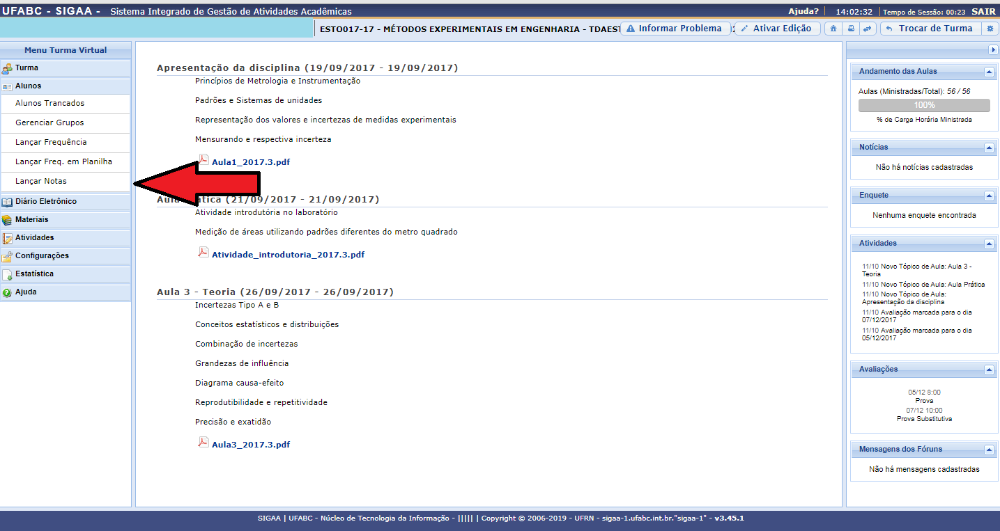 UFABC - SIGAA - Sistema Integrado de Gestão de Atividades Acadêmicas
Ajuda? 14:02:32 Tempo de Sessão: 00:23 SAIR
ESTO017-17 - MÉTODOS EXPERIMENTAIS EM ENGENHARIA - TDAEST
Informar Problema
Ativar Edição
Trocar de Turma
Menu Turma Virtual
Turma
Alunos
Alunos Trancados
Gerenciar Grupos
Lançar Frequência
Lançar Freq. em Planilha
Lançar Notas
Diário Eletrônico
Materiais
Atividades
Configurações
Estatística
Ajuda
Apresentação da disciplina (19/09/2017 - 19/09/2017)
Princípios de Metrologia e Instrumentação
Padrões e Sistemas de unidades
Representação dos valores e incertezas de medidas experimentais
Mensurando e respectiva incerteza
Aula1_2017.3.pdf
(21/09/2017 - 21/09/2017)
Atividade introdutória no laboratório
Medição de áreas utilizando padrões diferentes do metro quadrado
Atividade_introdutoria_2017.3.pdf
Aula 3 - Teoria (26/09/2017 - 26/09/2017)
Incertezas Tipo A e B
Conceitos estatísticos e distribuições
Combinação de incertezas
Grandezas de influência
Diagrama causa-efeito
Reprodutibilidade e repetitividade
Precisão e exatidão
Aula3_2017.3.pdf
Andamento das Aulas
Aulas (Ministradas/Total): 56 / 56
100%
% de Carga Horária Ministrada
Notícias
Não há notícias cadastradas
Enquete
Nenhuma enquete encontrada
Atividades
11/10 Novo Tópico de Aula: Aula 3 -
Teoria
11/10 Novo Tópico de Aula: Aula Prática
11/10 Novo Tópico de Aula:
Apresentação da disciplina
11/10 Avaliação marcada para o dia
07/12/2017
11/10 Avaliação marcada para o dia
05/12/2017
Avaliações
05/12 8:00
Prova
07/12 10:00
Prova Substitutiva
Mensagens dos Fóruns
Não há mensagens cadastradas
SIGAA | UFABC - Núcleo de Tecnologia da Informação - ||||| | Copyright © 2006-2019 - UFRN - sigaa-1.ufabc.int.br."sigaa-1" - v3.45.1